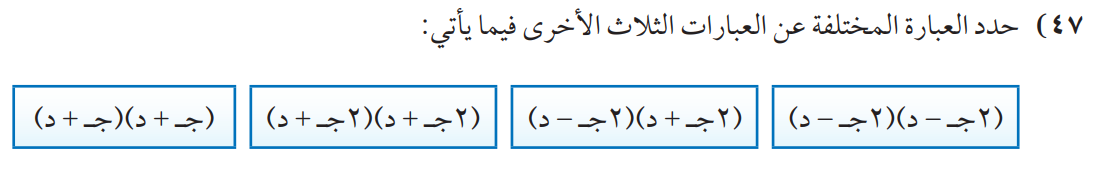 ٤٧) حدد العبارة المختلفة عن العبارات الثلاث الأخرى فيما يأتي:
(٢جـ – د)(٢جـ – د) (٢جـ + د)(٢جـ – د) (٢جـ + د)(٢جـ + د) (جـ + د)(جـ + د)